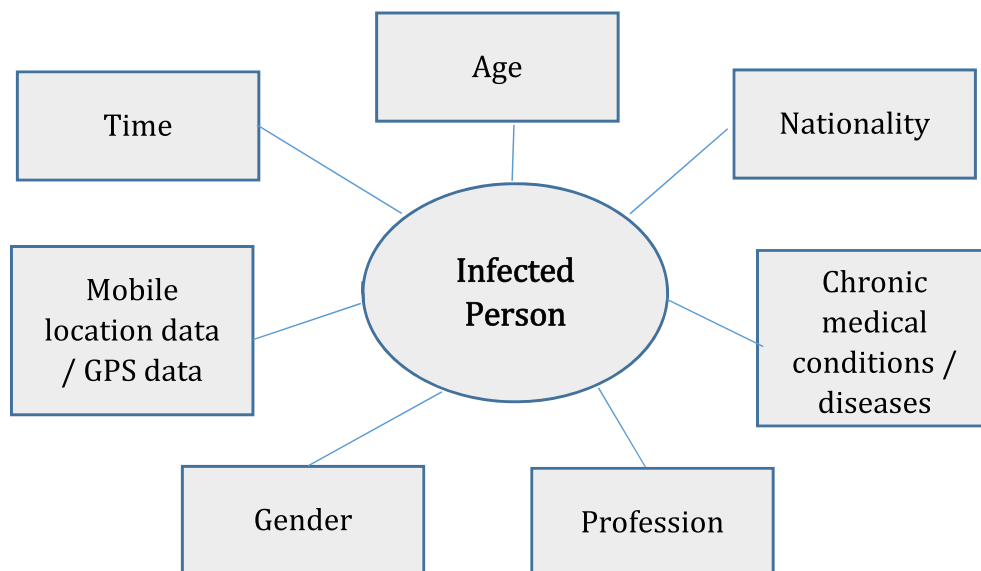 Age
Time
Nationality
Infected
Person
Mobile
location data
/ GPS data
Chronic
medical
conditions /
diseases
Gender
Profession